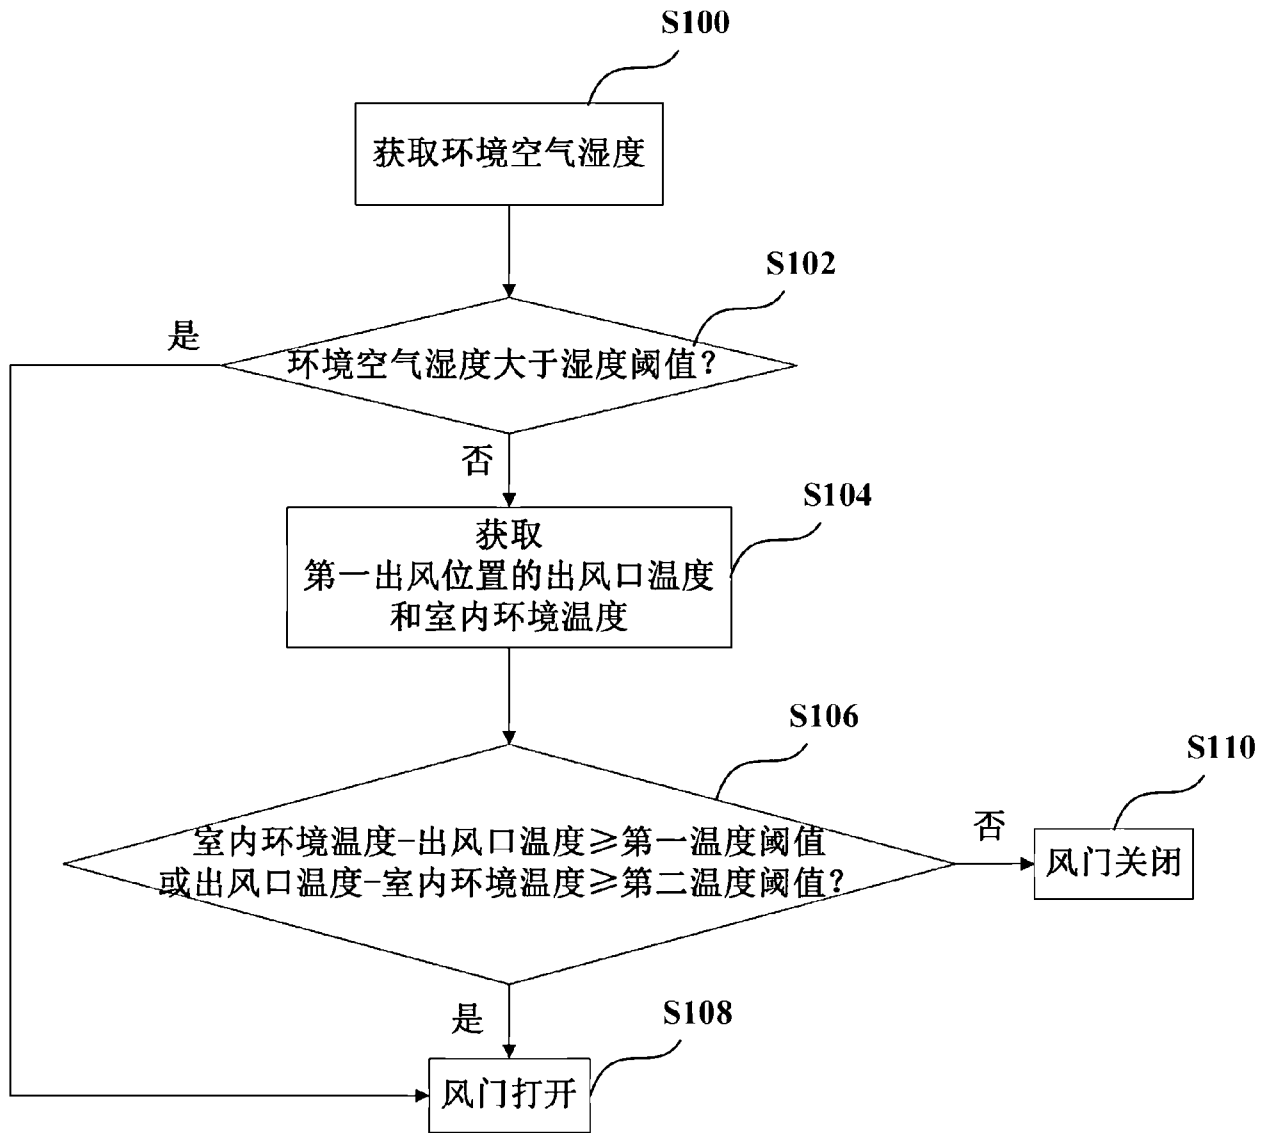 S100
获取环境空气湿度
S102
是
环境空气湿度大于湿度阈值？
否
S104
获取
第一出风位置的出风口温度
和室内环境温度
S106
S110
室内环境温度-出风口温度≥第一温度阈值
或出风口温度-室内环境温度≥第二温度阈值？
否
风门关闭
是
S108
风门打开